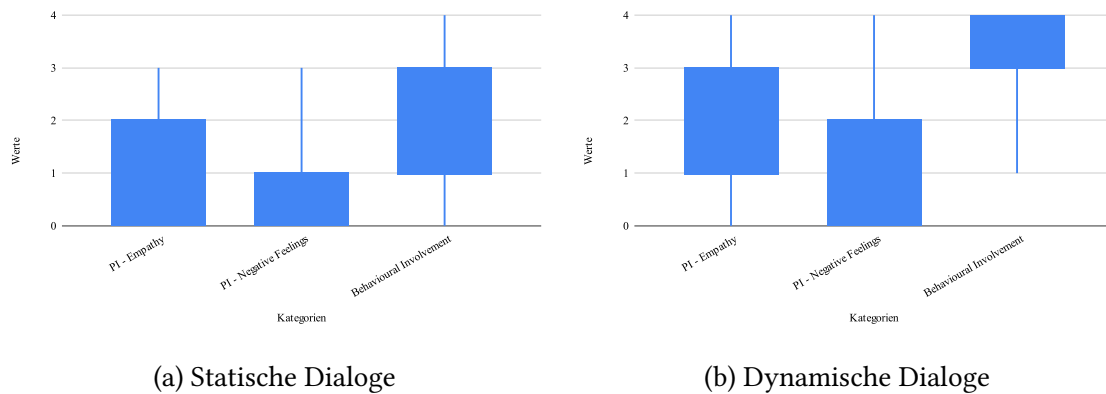 4
3
2
1
0
Werte
PI - Empathy
PI - Negative Feelings
Behavioural Involvement
Kategorien
(a) Statische Dialoge
4
3
2
1
0
Werte
PI - Empathy
PI - Negative Feelings
Behavioural Involvement
Kategorien
(b) Dynamische Dialoge